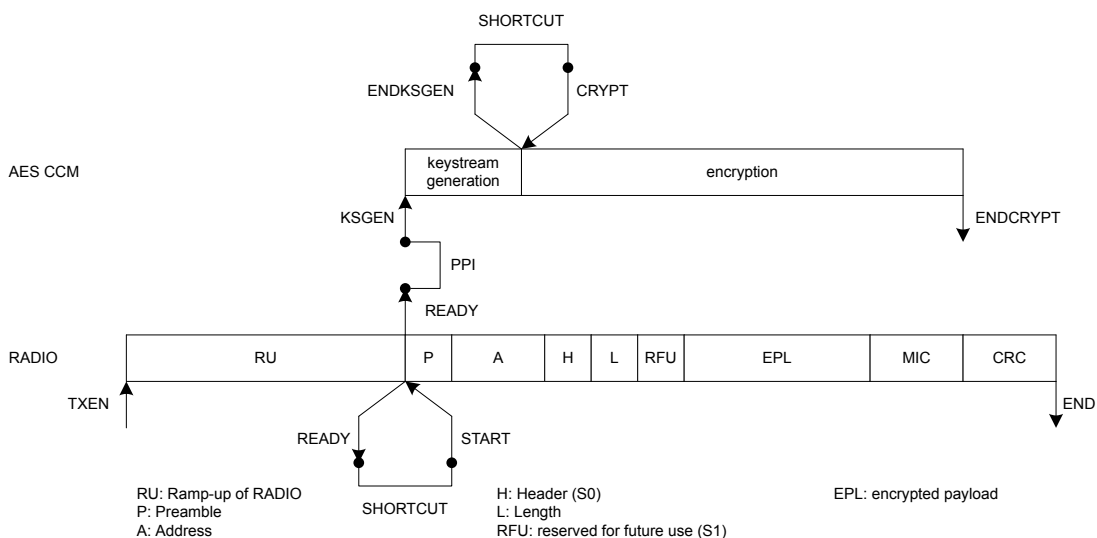 SHORTCUT
ENDKSGEN
CRYPT
AES CCM
keystream
generation
encryption
KSGEN
ENDCRYPT
PPI
READY
RADIO
RU
P
A
H
L
RFU
EPL
MIC
CRC
TXEN
END
READY
START
SHORTCUT
RU: Ramp-up of RADIO
P: Preamble
A: Address
H: Header (S0)
L: Length
RFU: reserved for future use (S1)
EPL: encrypted payload